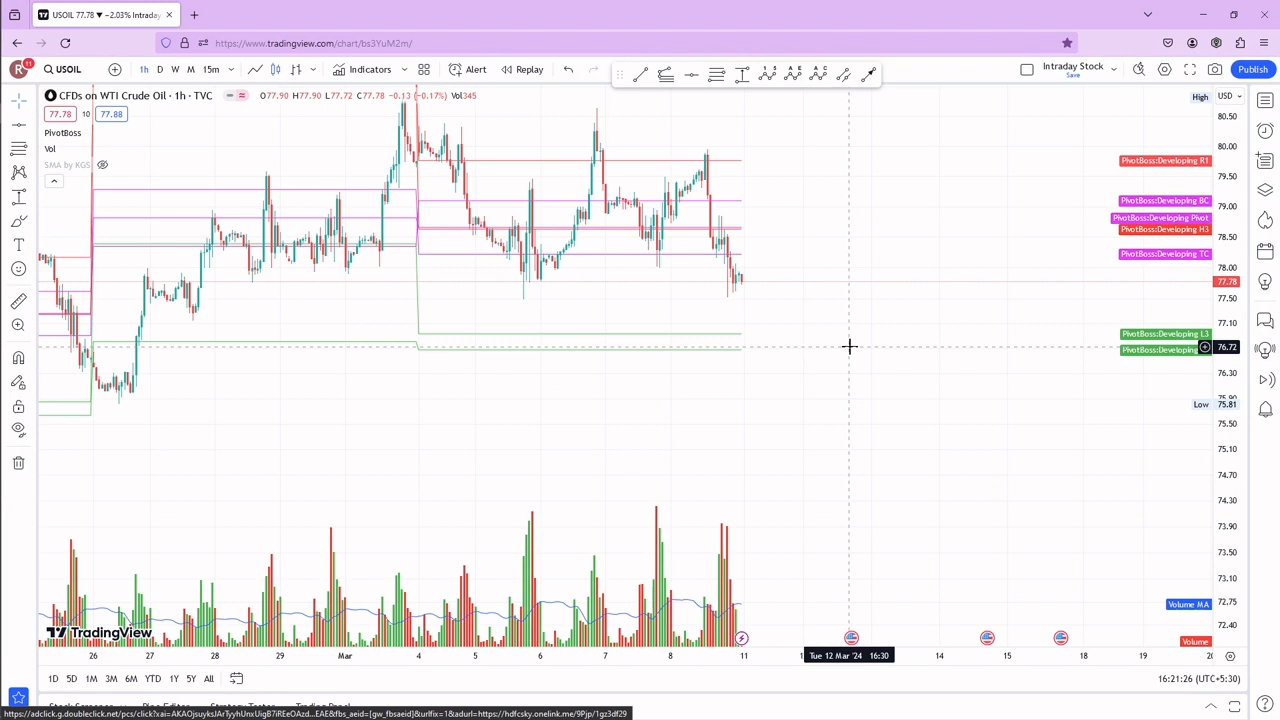 USOIL 77.78 ▼ −2.03% Intraday
https://www.tradingview.com/chart/bs3YuM2m/
R 11 USOIL 1h D W M 15m Indicators Alert Replay Intraday Stock Save Publish
CFDs on WTI Crude Oil · 1h · TVC O77.90 H77.90 L77.72 C77.78 −0.13 (−0.17%) Vol345
High USD
77.78 10 77.88
80.50
PivotBoss
80.00
Vol
PivotBoss:Developing R1
SMA by KGS
79.50
PivotBoss:Developing BC
79.00
PivotBoss:Developing Pivot
PivotBoss:Developing H3
78.50
PivotBoss:Developing TC
78.00
77.78
77.50
77.10
PivotBoss:Developing L3
PivotBoss:Developing 76.72
76.30
75.90
Low 75.81
75.50
75.10
74.70
74.30
73.90
73.50
73.10
Volume MA 72.75
72.40
TradingView
Volume
26 27 28 29 Mar 4 5 6 7 8 11 Tue 12 Mar '24 16:30 14 15 18 19 20
1D 5D 1M 3M 6M YTD 1Y 5Y All
16:21:26 (UTC+5:30)